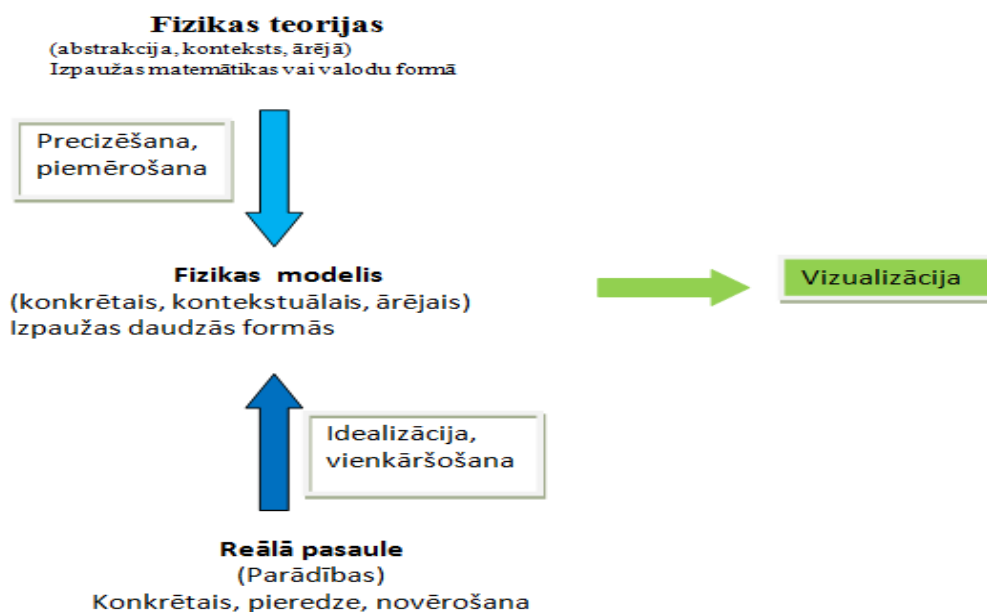 Fizikas teorijas
(abstrakcija, konteksts, ārējā)
Izpaužas matemātikas vai valodu formā
Precizēšana,
piemērošana
Fizikas modelis
(konkrētais, kontekstuālais, ārējais)
Izpaužas daudzās formās
Vizualizācija
Idealizācija,
vienkāršošana
Reālā pasaule
(Parādības)
Konkrētais, pieredze, novērošana